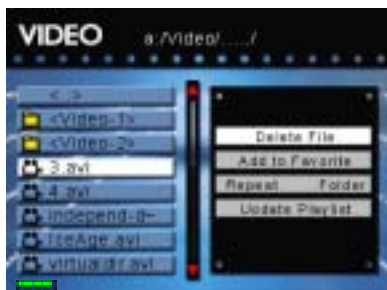 VIDEO a:/Video/...../
< .. >
<Video-1>
<Video-2>
3.avi
4.avi
Independ-d~
IceAge.avi
virtualdr.avi
Delete File
Add to Favorite
Repeat Folder
Update Playlist